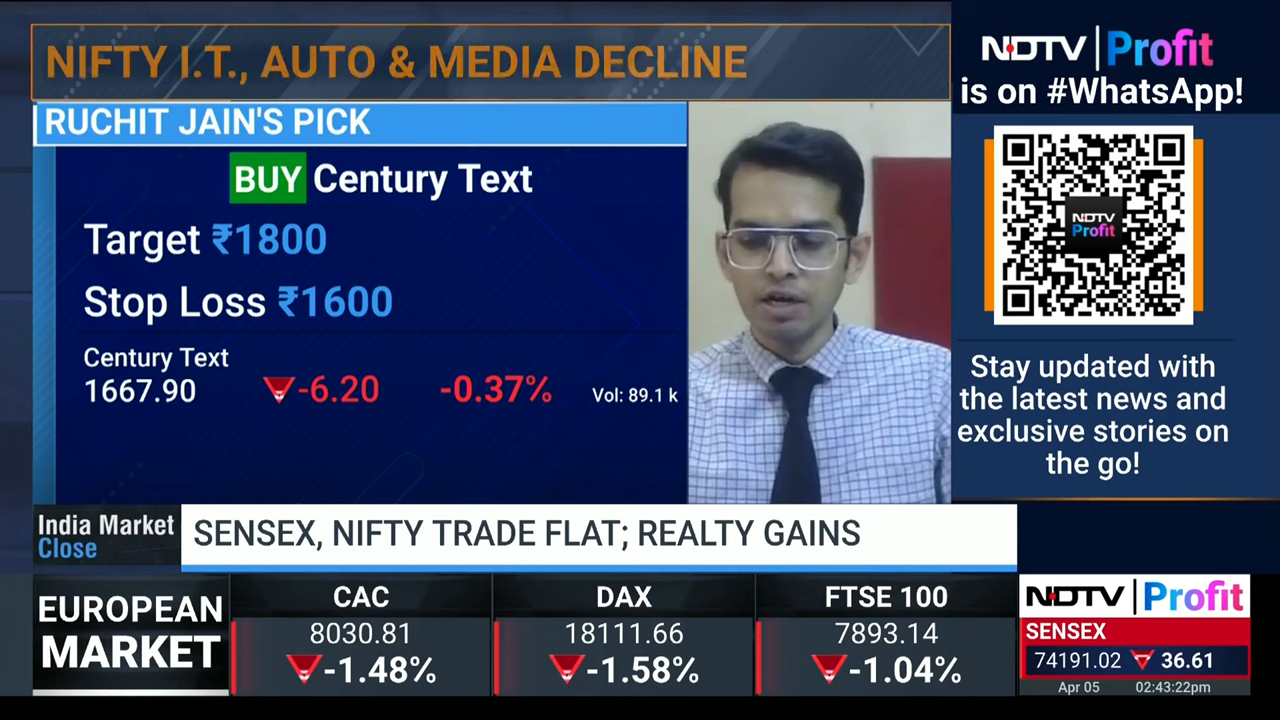 NIFTY I.T., AUTO & MEDIA DECLINE
RUCHIT JAIN'S PICK
BUY Century Text
Target ₹1800
Stop Loss ₹1600
Century Text
1667.90 -6.20 -0.37% Vol: 89.1 k
NDTV Profit
is on #WhatsApp!
NDTV
Profit
Stay updated with
the latest news and
exclusive stories on
the go!
India Market
Close
SENSEX, NIFTY TRADE FLAT; REALTY GAINS
EUROPEAN
MARKET
CAC
8030.81
-1.48%
DAX
18111.66
-1.58%
FTSE 100
7893.14
-1.04%
NDTV Profit
SENSEX
74191.02 36.61
Apr 05 02:43:22pm